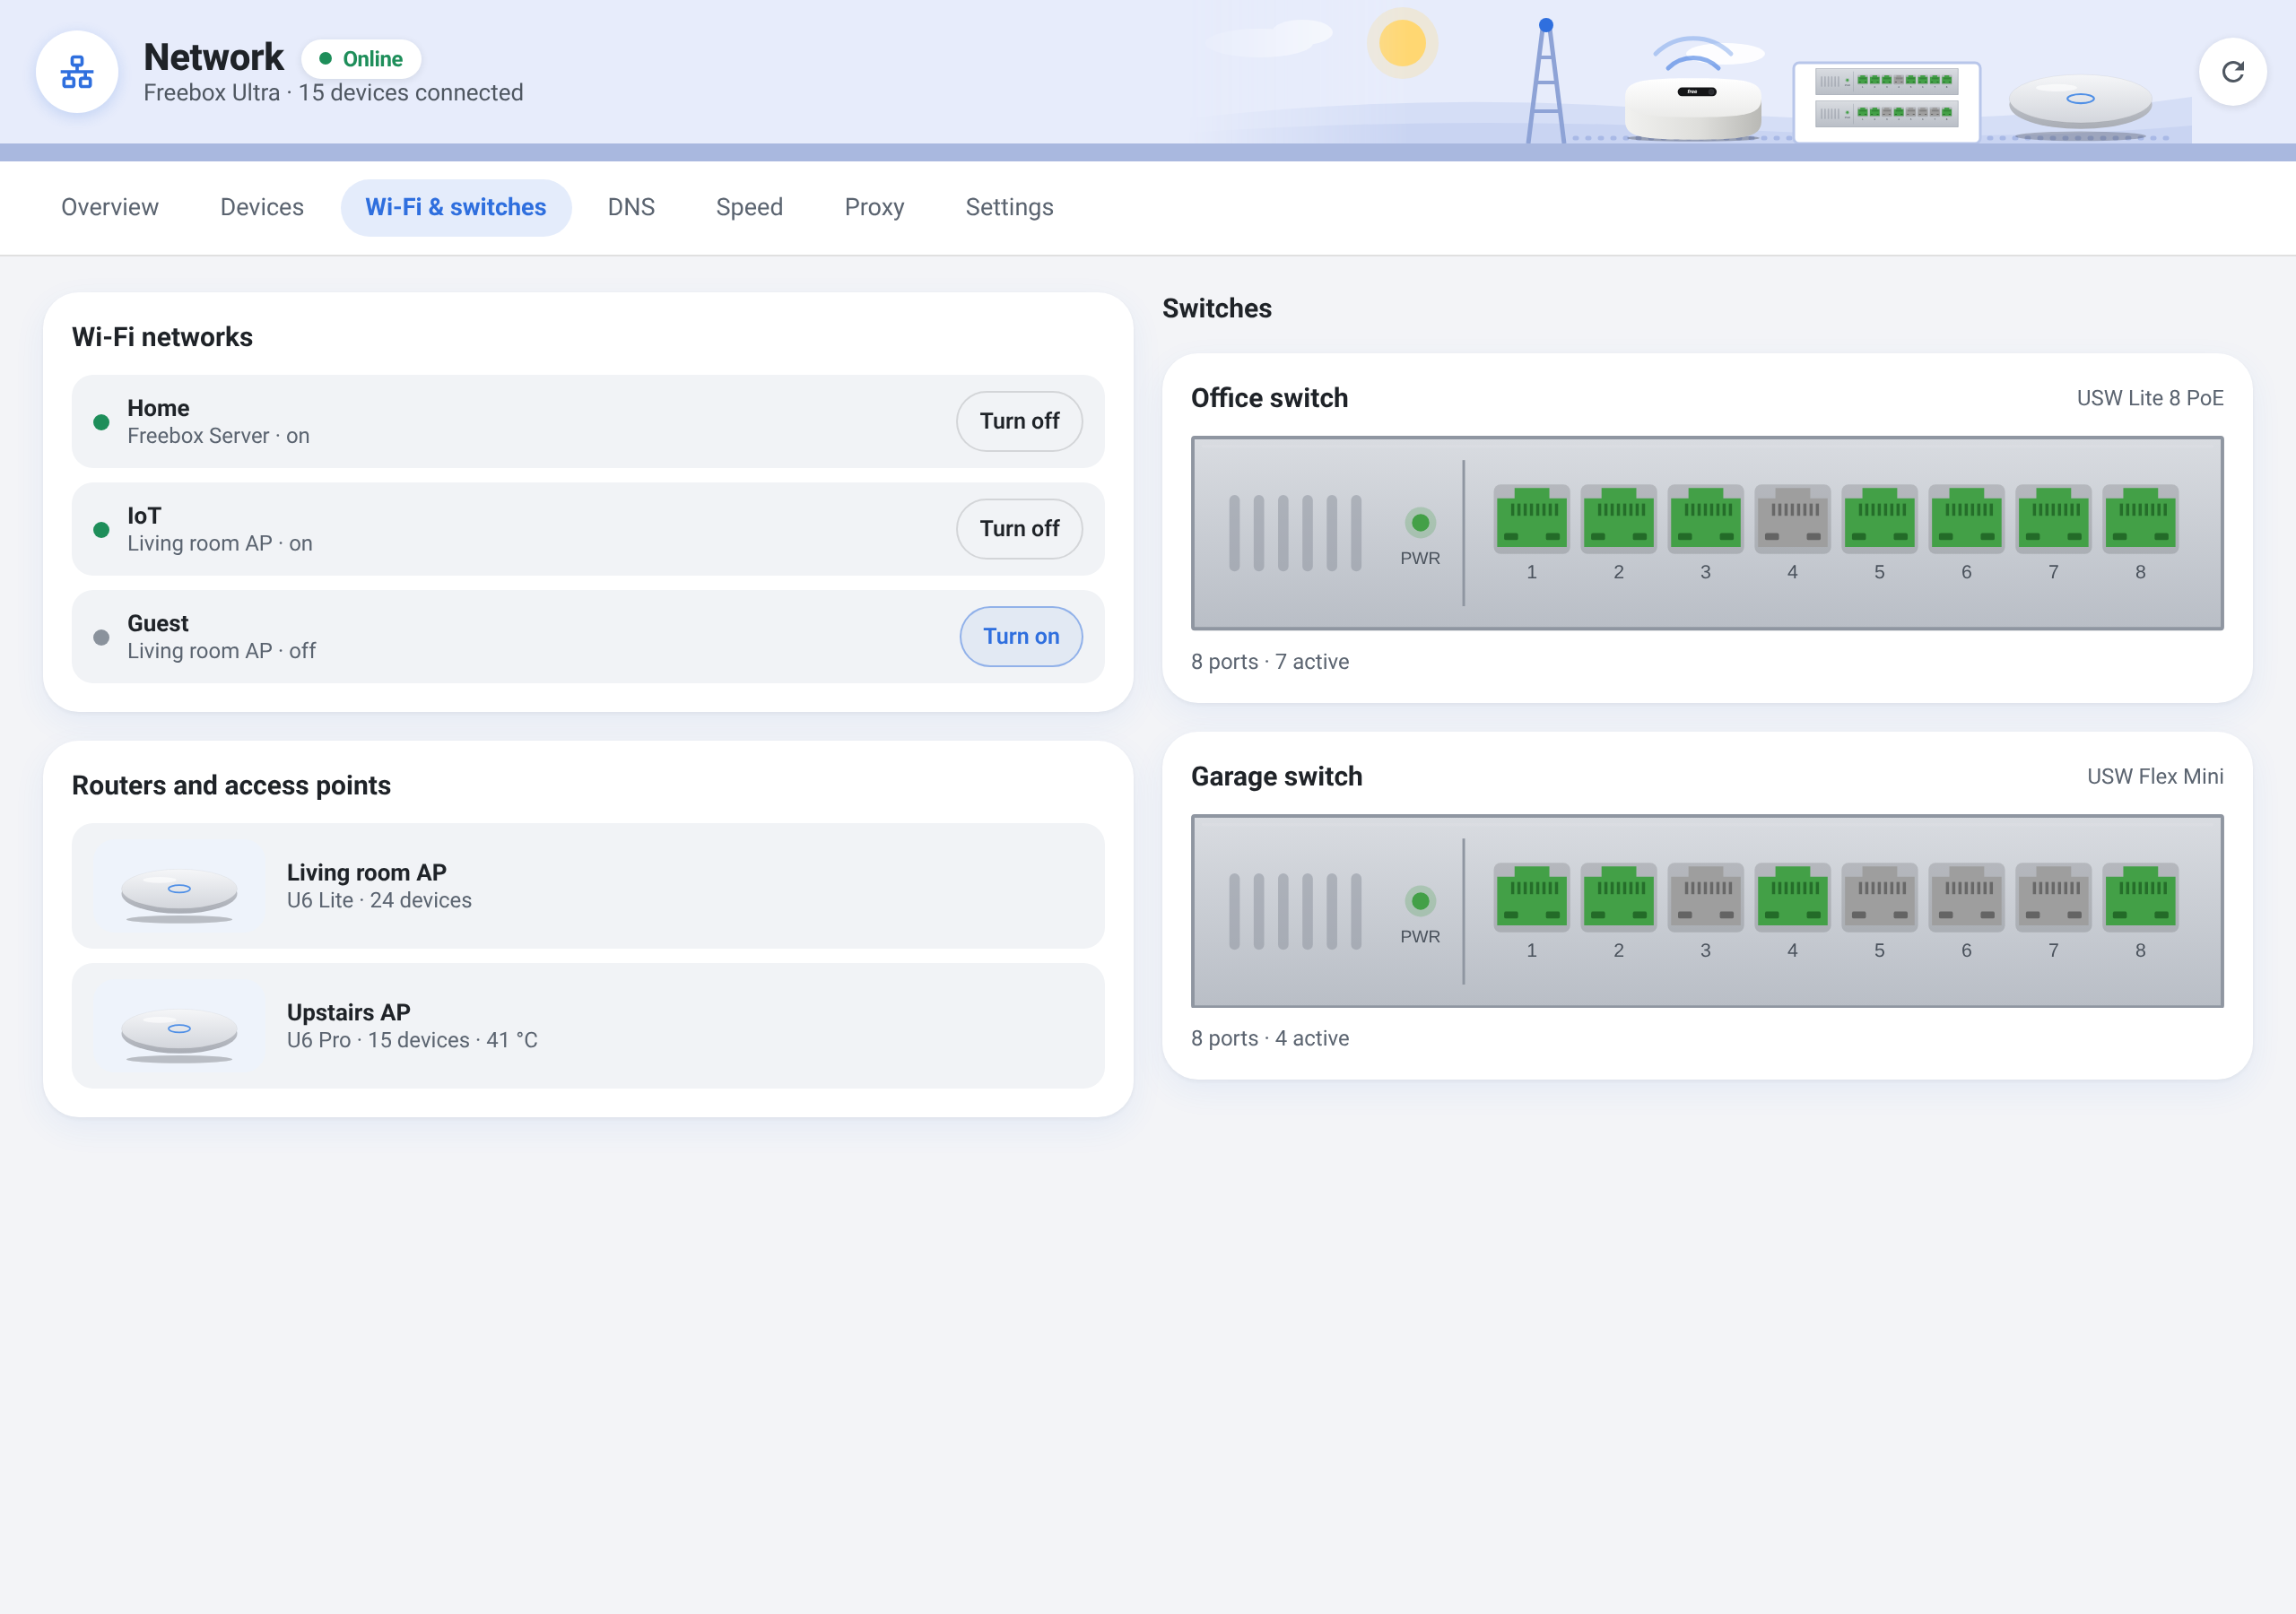 Network
Online
Freebox Ultra · 15 devices connected
free
Overview
Devices
Wi-Fi & switches
DNS
Speed
Proxy
Settings
Wi-Fi networks
Home
Freebox Server · on
Turn off
IoT
Living room AP · on
Turn off
Guest
Living room AP · off
Turn on
Routers and access points
Living room AP
U6 Lite · 24 devices
Upstairs AP
U6 Pro · 15 devices · 41 °C
Switches
Office switch
USW Lite 8 PoE
PWR
1 2 3 4 5 6 7 8
8 ports · 7 active
Garage switch
USW Flex Mini
PWR
1 2 3 4 5 6 7 8
8 ports · 4 active